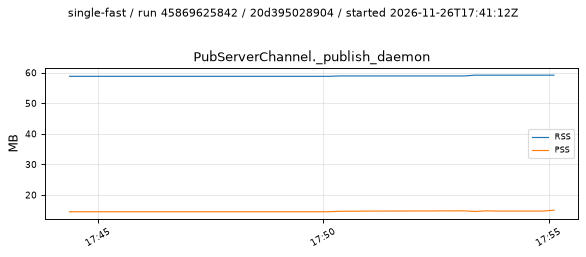 single-fast / run 45869625842 / 20d395028904 / started 2026-11-26T17:41:12Z
PubServerChannel._publish_daemon
MB
60
50
40
30
20
RSS
PSS
17:45
17:50
17:55